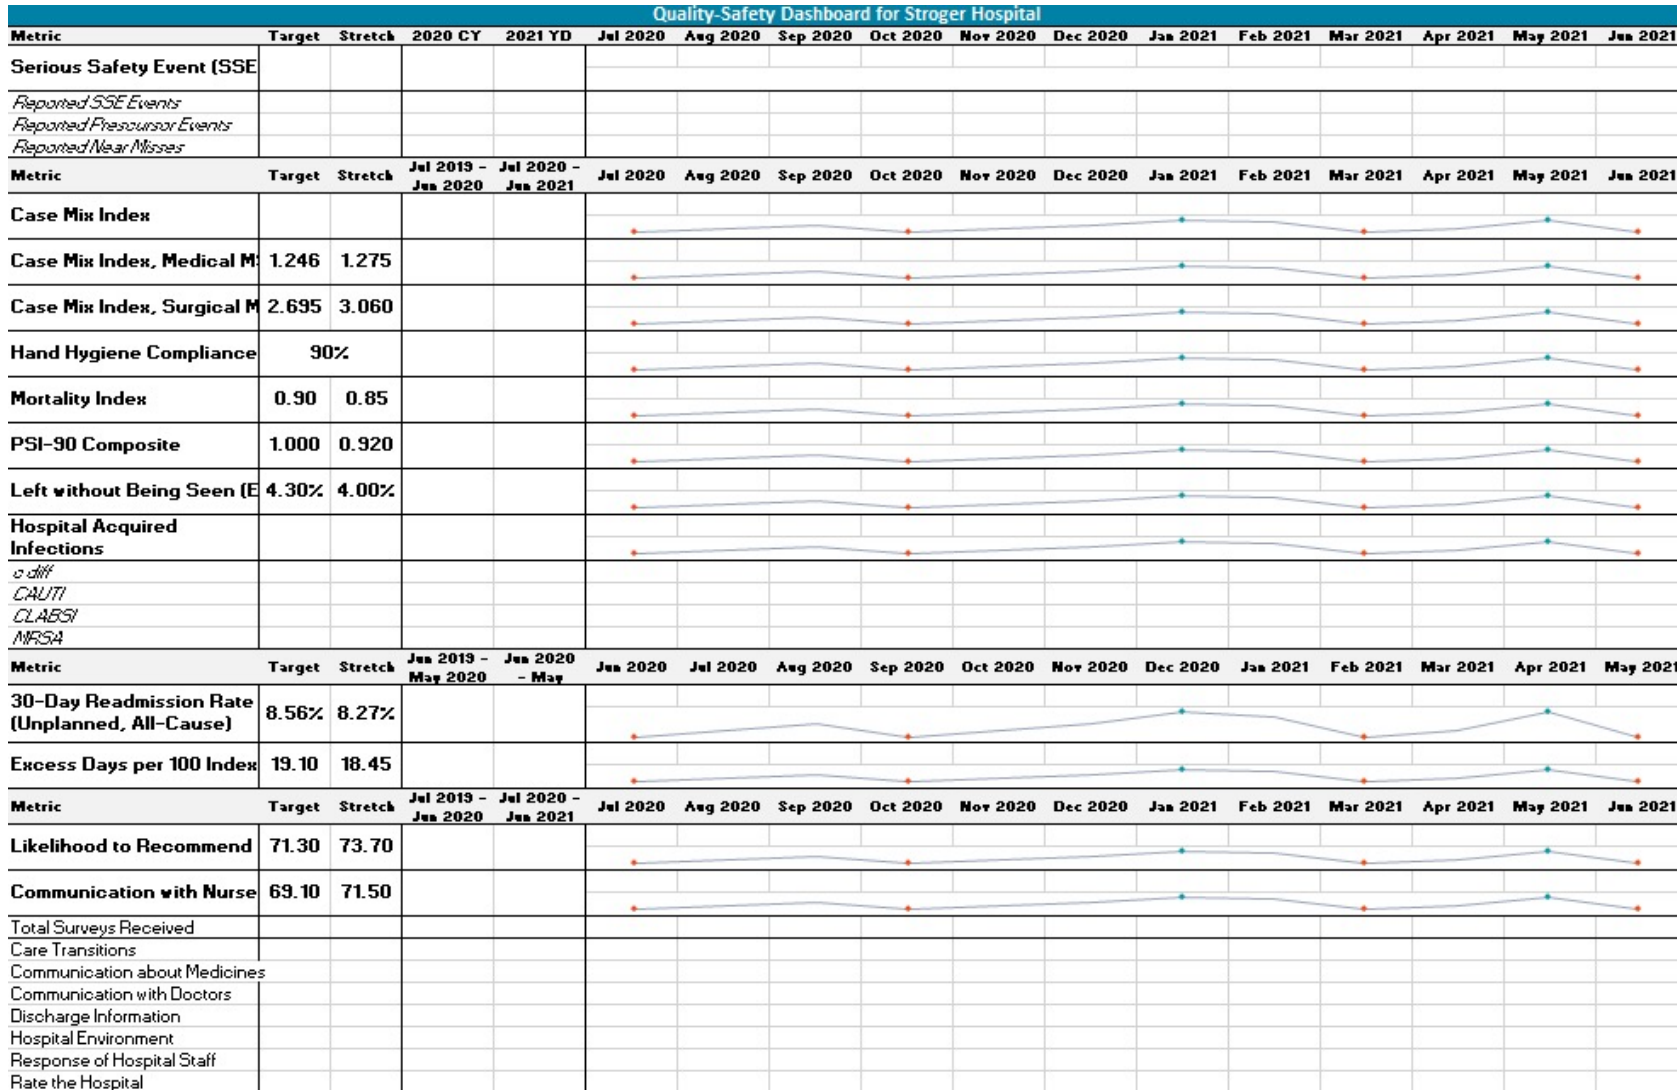 Quality-Safety Dashboard for Stroger Hospital
Metric Target Stretch 2020 CY 2021 YD Jul 2020 Aug 2020 Sep 2020 Oct 2020 Nov 2020 Dec 2020 Jan 2021 Feb 2021 Mar 2021 Apr 2021 May 2021 Jun 2021
Serious Safety Event (SSE
Reported SSE Events
Reported Prescursor Events
Reported Near Misses
Metric Target Stretch Jul 2019 - Jun 2020 Jul 2020 - Jun 2021 Jul 2020 Aug 2020 Sep 2020 Oct 2020 Nov 2020 Dec 2020 Jan 2021 Feb 2021 Mar 2021 Apr 2021 May 2021 Jun 2021
Case Mix Index
Case Mix Index, Medical MS 1.246 1.275
Case Mix Index, Surgical M 2.695 3.060
Hand Hygiene Compliance 90%
Mortality Index 0.90 0.85
PSI-90 Composite 1.000 0.920
Left without Being Seen (E 4.30% 4.00%
Hospital Acquired
Infections
c diff
CAUTI
CLABSI
MRSA
Metric Target Stretch Jun 2019 - May 2020 Jun 2020 - May Jun 2020 Jul 2020 Aug 2020 Sep 2020 Oct 2020 Nov 2020 Dec 2020 Jan 2021 Feb 2021 Mar 2021 Apr 2021 May 2021
30-Day Readmission Rate
(Unplanned, All-Cause) 8.56% 8.27%
Excess Days per 100 Index 19.10 18.45
Metric Target Stretch Jul 2019 - Jun 2020 Jul 2020 - Jun 2021 Jul 2020 Aug 2020 Sep 2020 Oct 2020 Nov 2020 Dec 2020 Jan 2021 Feb 2021 Mar 2021 Apr 2021 May 2021 Jun 2021
Likelihood to Recommend 71.30 73.70
Communication with Nurse 69.10 71.50
Total Surveys Received
Care Transitions
Communication about Medicines
Communication with Doctors
Discharge Information
Hospital Environment
Response of Hospital Staff
Rate the Hospital